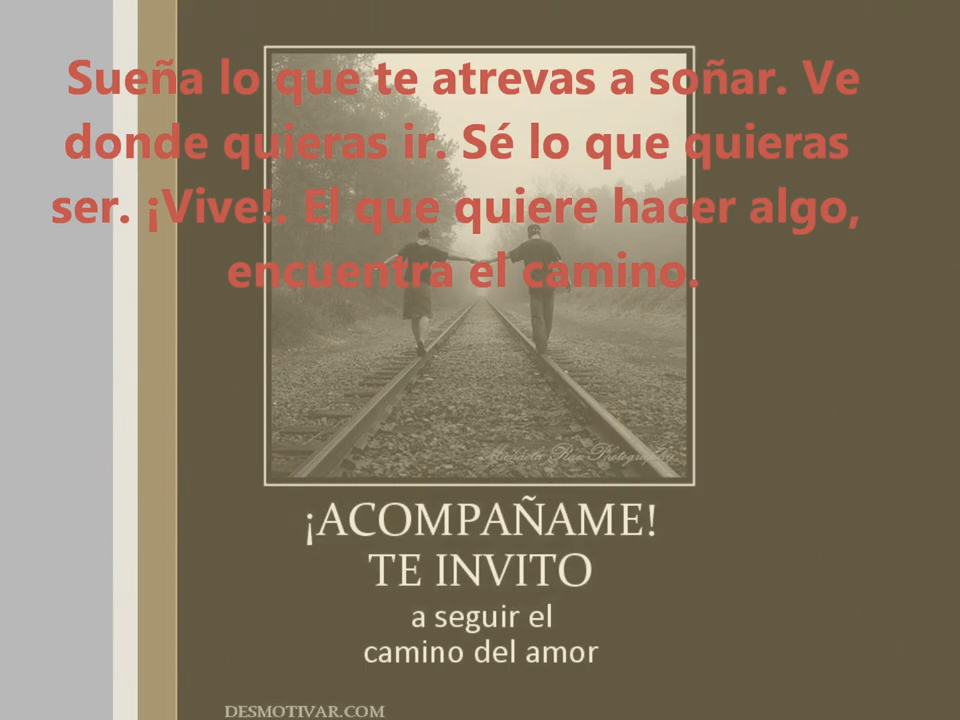 Sueña lo que te atrevas a soñar. Ve
donde quieras ir. Sé lo que quieras
ser. ¡Vive!. El que quiere hacer algo,
encuentra el camino.
Photography
¡ACOMPAÑAME!
TE INVITO
a seguir el
camino del amor
DESMOTIVAR.COM